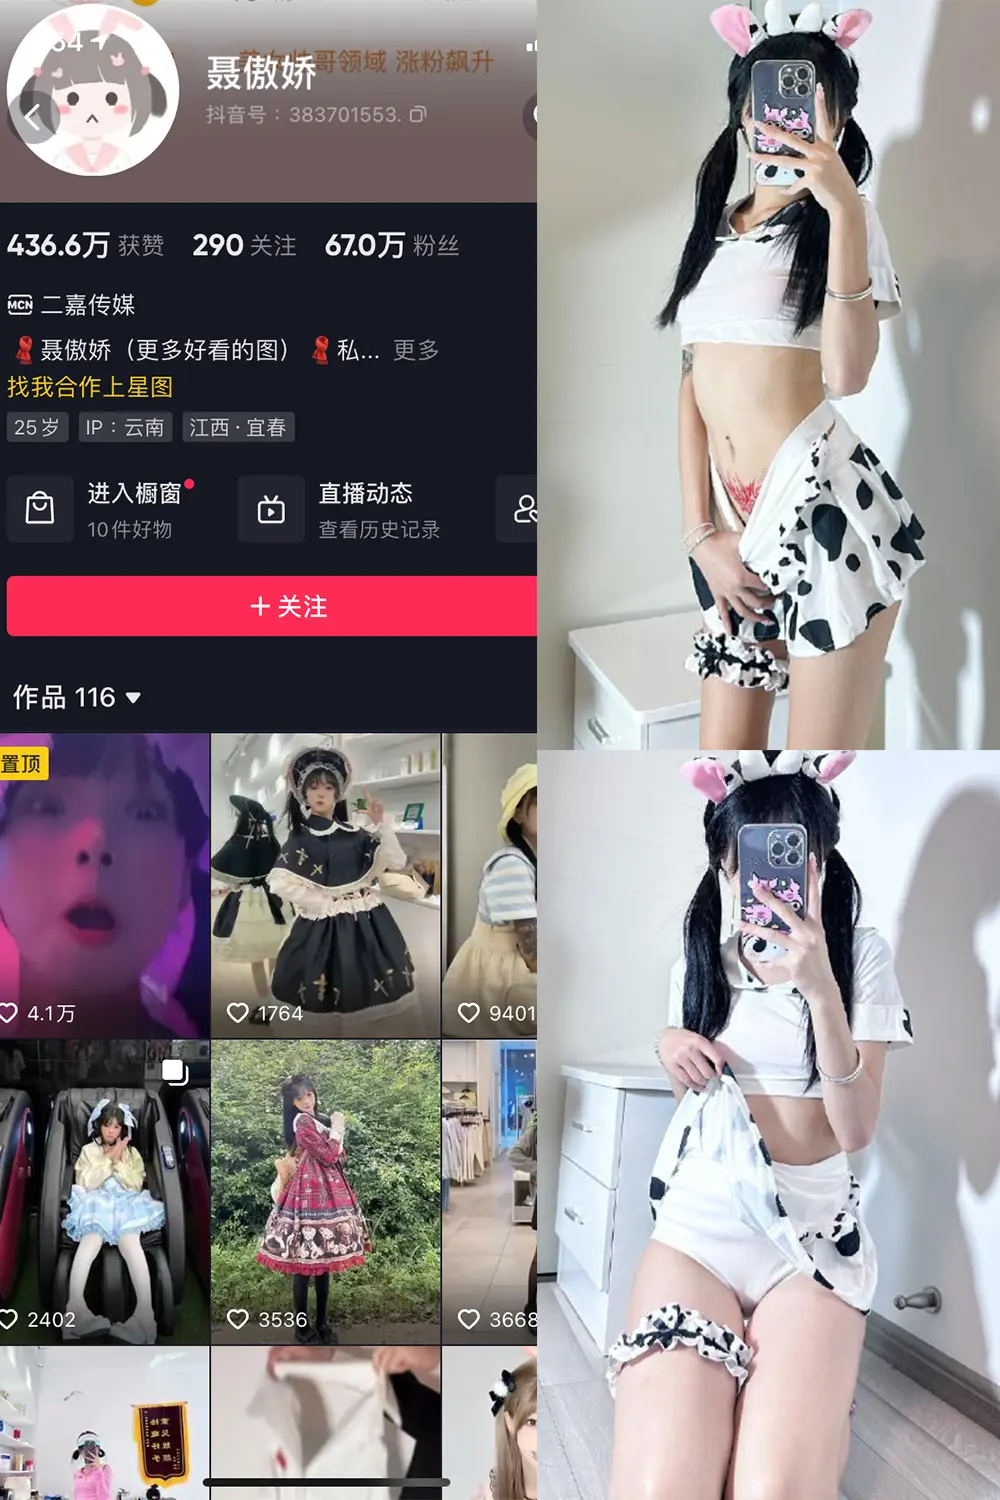 聂傲娇
哥领域 涨粉飙升
抖音号：383701553.
436.6万 获赞 290 关注 67.0万 粉丝
MCN 二嘉传媒
聂傲娇（更多好看的图） 私... 更多
找我合作上星图
25岁 IP：云南 江西·宜春
进入橱窗 直播动态
10件好物 查看历史记录
+ 关注
作品 116
置顶
4.1万 1764 9401
2402 3536 3668